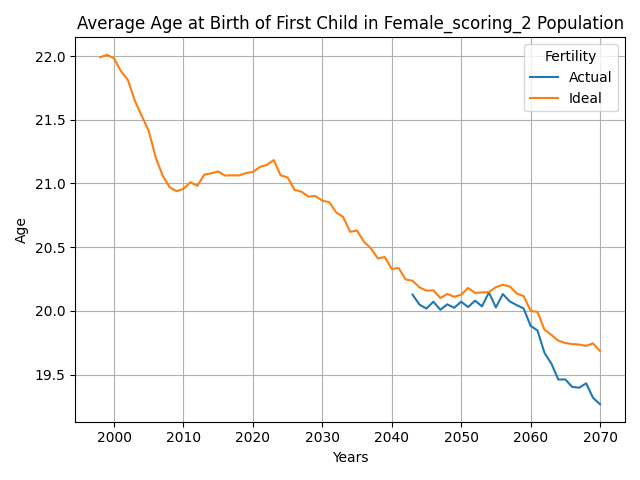 Average Age at Birth of First Child in Female_scoring_2 Population
Fertility
Actual
Ideal
22.0
21.5
21.0
20.5
20.0
19.5
Age
2000 2010 2020 2030 2040 2050 2060 2070
Years